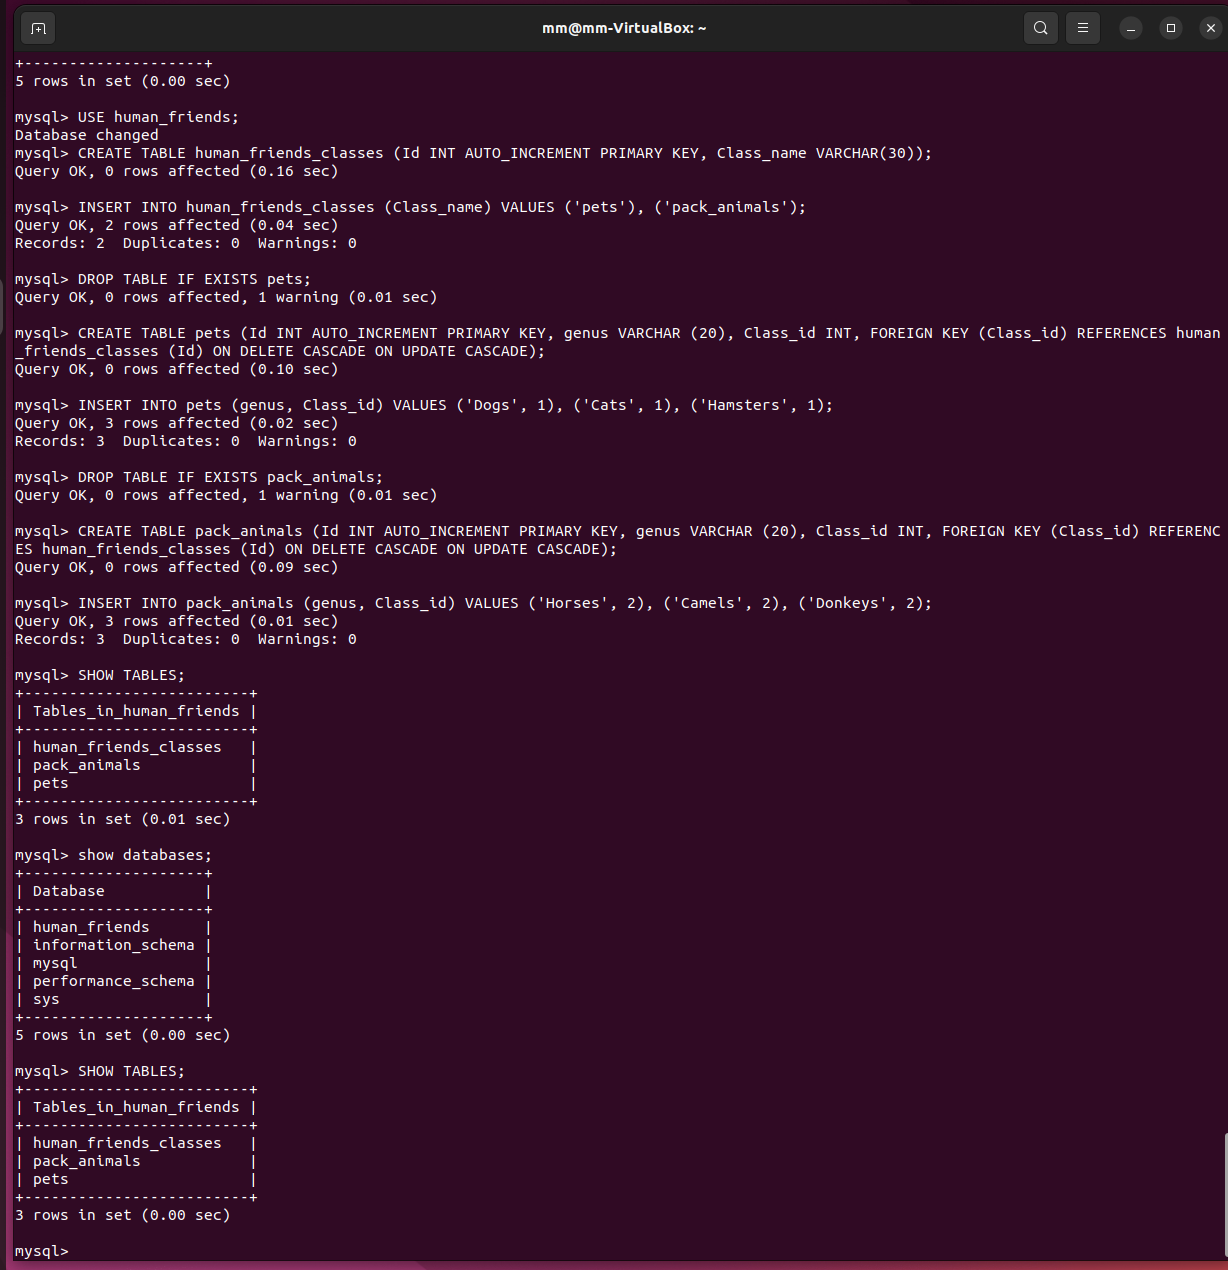 mm@mm-VirtualBox: ~
+--------------------+
5 rows in set (0.00 sec)
mysql> USE human_friends;
Database changed
mysql> CREATE TABLE human_friends_classes (Id INT AUTO_INCREMENT PRIMARY KEY, Class_name VARCHAR(30));
Query OK, 0 rows affected (0.16 sec)
mysql> INSERT INTO human_friends_classes (Class_name) VALUES ('pets'), ('pack_animals');
Query OK, 2 rows affected (0.04 sec)
Records: 2  Duplicates: 0  Warnings: 0
mysql> DROP TABLE IF EXISTS pets;
Query OK, 0 rows affected, 1 warning (0.01 sec)
mysql> CREATE TABLE pets (Id INT AUTO_INCREMENT PRIMARY KEY, genus VARCHAR (20), Class_id INT, FOREIGN KEY (Class_id) REFERENCES human
_friends_classes (Id) ON DELETE CASCADE ON UPDATE CASCADE);
Query OK, 0 rows affected (0.10 sec)
mysql> INSERT INTO pets (genus, Class_id) VALUES ('Dogs', 1), ('Cats', 1), ('Hamsters', 1);
Query OK, 3 rows affected (0.02 sec)
Records: 3  Duplicates: 0  Warnings: 0
mysql> DROP TABLE IF EXISTS pack_animals;
Query OK, 0 rows affected, 1 warning (0.01 sec)
mysql> CREATE TABLE pack_animals (Id INT AUTO_INCREMENT PRIMARY KEY, genus VARCHAR (20), Class_id INT, FOREIGN KEY (Class_id) REFERENC
ES human_friends_classes (Id) ON DELETE CASCADE ON UPDATE CASCADE);
Query OK, 0 rows affected (0.09 sec)
mysql> INSERT INTO pack_animals (genus, Class_id) VALUES ('Horses', 2), ('Camels', 2), ('Donkeys', 2);
Query OK, 3 rows affected (0.01 sec)
Records: 3  Duplicates: 0  Warnings: 0
mysql> SHOW TABLES;
+-------------------------+
| Tables_in_human_friends |
+-------------------------+
| human_friends_classes   |
| pack_animals            |
| pets                    |
+-------------------------+
3 rows in set (0.01 sec)
mysql> show databases;
+--------------------+
| Database           |
+--------------------+
| human_friends      |
| information_schema |
| mysql              |
| performance_schema |
| sys                |
+--------------------+
5 rows in set (0.00 sec)
mysql> SHOW TABLES;
+-------------------------+
| Tables_in_human_friends |
+-------------------------+
| human_friends_classes   |
| pack_animals            |
| pets                    |
+-------------------------+
3 rows in set (0.00 sec)
mysql>